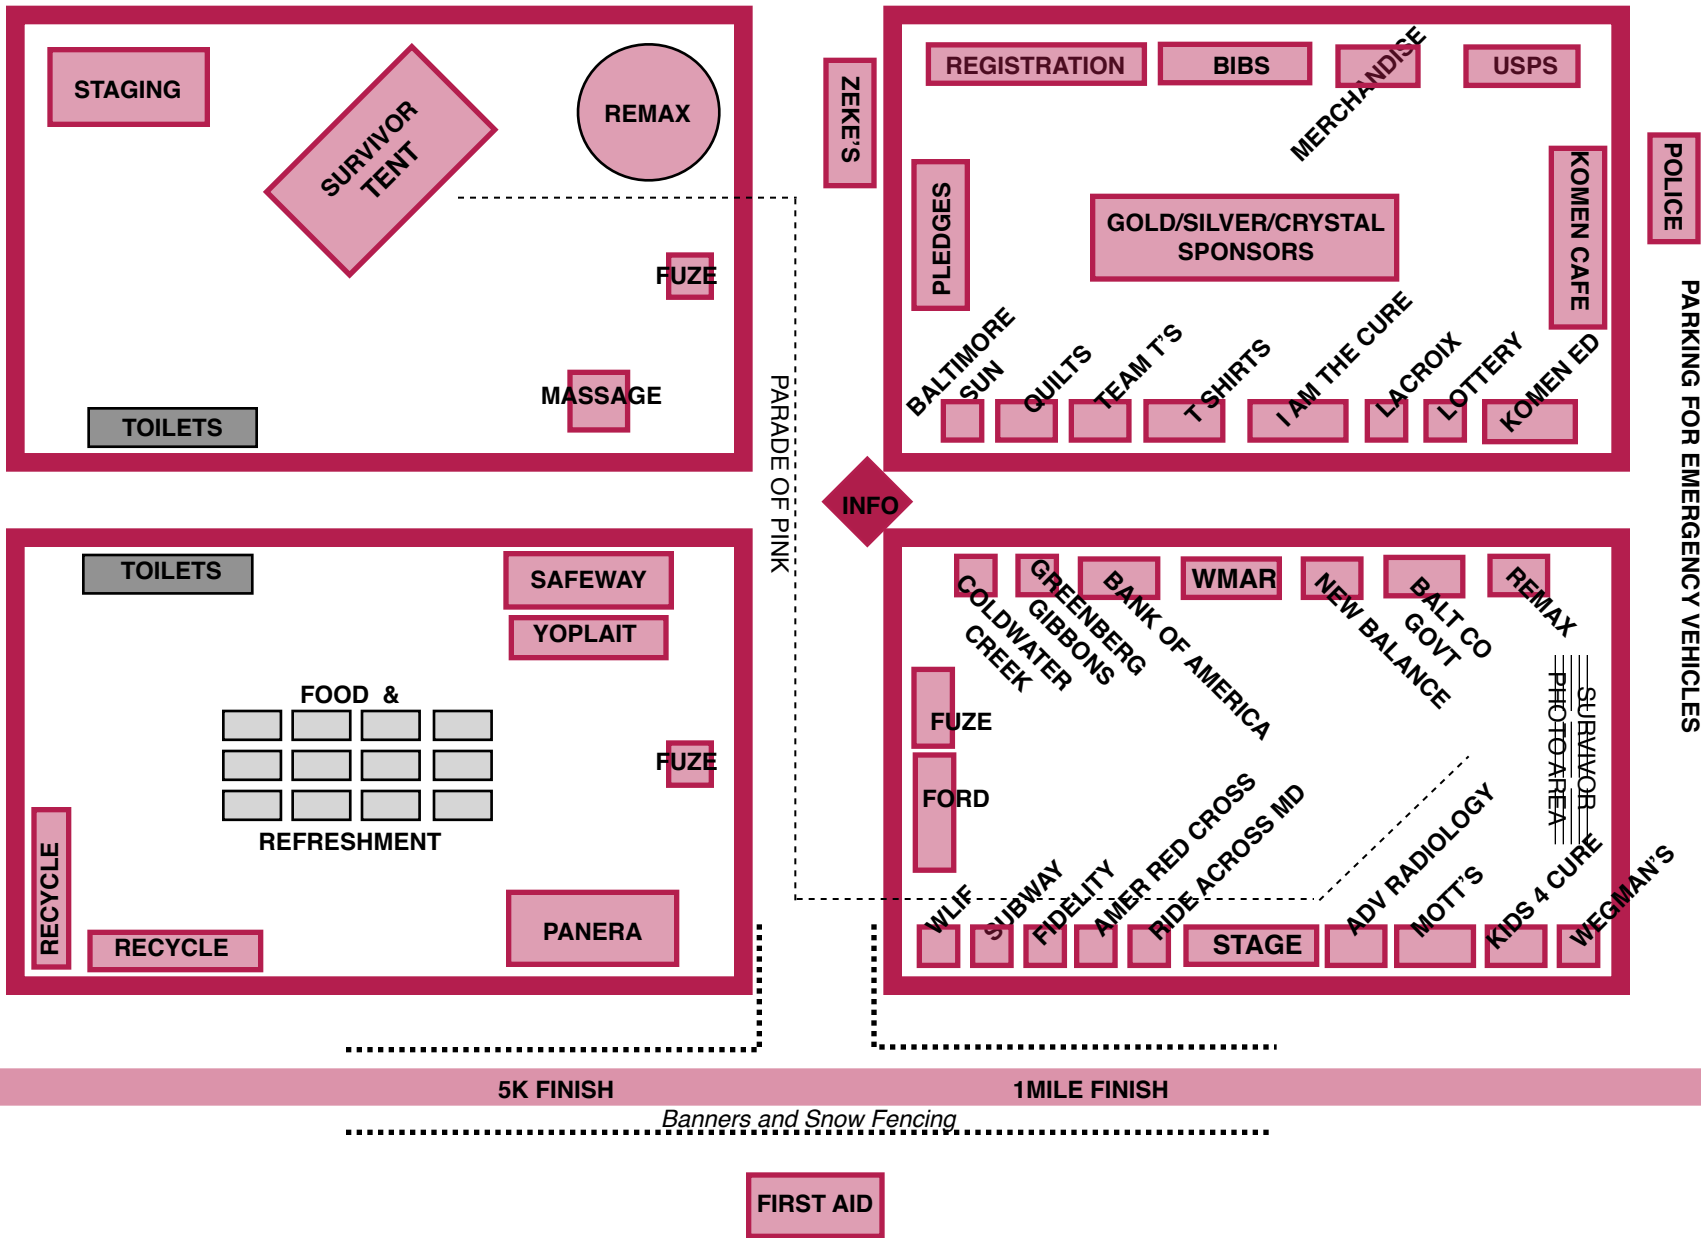 STAGING
SURVIVOR
TENT
REMAX
FUZE
MASSAGE
TOILETS
ZEKE'S
REGISTRATION
BIBS
MERCHANDISE
USPS
PLEDGES
GOLD/SILVER/CRYSTAL
SPONSORS
KOMEN CAFE
POLICE
BALTIMORE
SUN
QUILTS
TEAM T'S
T SHIRTS
I AM THE CURE
LACROIX
LOTTERY
KOMEN ED
PARKING FOR EMERGENCY VEHICLES
PARADE OF PINK
INFO
TOILETS
SAFEWAY
YOPLAIT
FOOD &
REFRESHMENT
FUZE
RECYCLE
RECYCLE
PANERA
COLDWATER
CREEK
GREENBERG
GIBBONS
BANK OF AMERICA
WMAR
NEW BALANCE
BALT CO
GOVT
REMAX
SURVIVOR
PHOTO AREA
FUZE
FORD
WLIF
SUBWAY
FIDELITY
AMER RED CROSS
RIDE ACROSS MD
STAGE
ADV RADIOLOGY
MOTT'S
KIDS 4 CURE
WEGMAN'S
5K FINISH
1MILE FINISH
Banners and Snow Fencing
FIRST AID